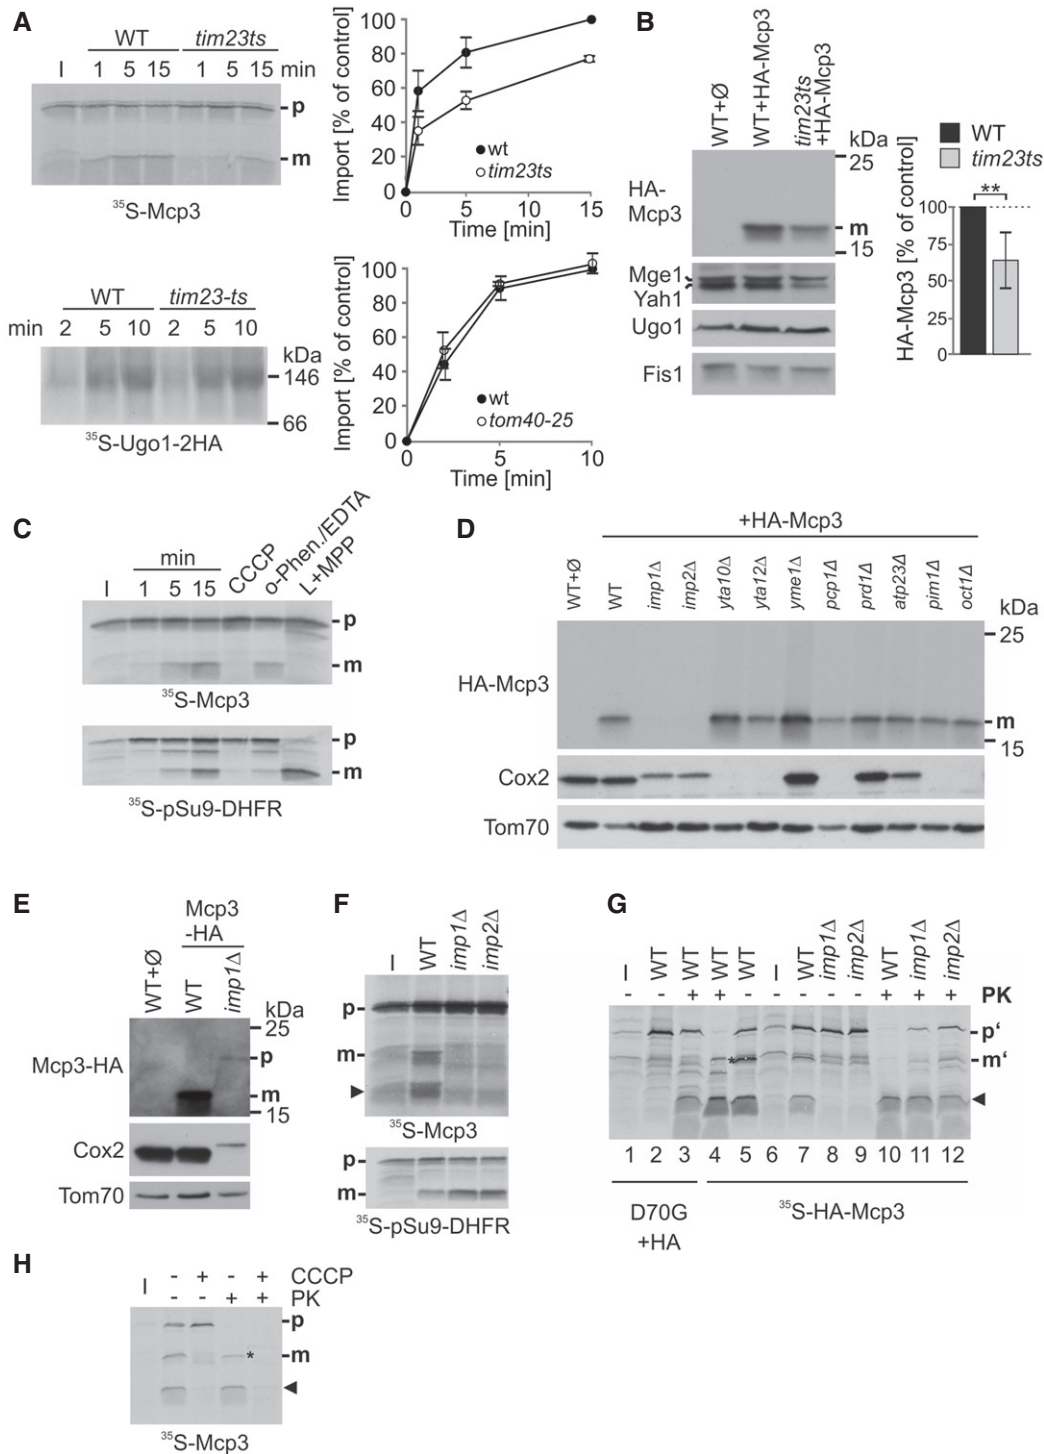 A
WT
tim23ts
I
1
5
15
1
5
15
min
p
m
35S-Mcp3
Import [% of control]
100
80
60
40
20
0
wt
tim23ts
0
5
10
15
Time [min]
WT
tim23-ts
min
2
5
10
2
5
10
kDa
146
66
35S-Ugo1-2HA
Import [% of control]
100
80
60
40
20
0
wt
tom40-25
0
5
10
Time [min]
B
WT+Ø
WT+HA-Mcp3
tim23ts
+HA-Mcp3
kDa
25
HA-
Mcp3
m
15
Mge1
Yah1
Ugo1
Fis1
WT
tim23ts
HA-Mcp3 [% of control]
**
100
75
50
25
0
C
min
I
1
5
15
CCCP
o-Phen./EDTA
L+MPP
p
m
35S-Mcp3
p
m
35S-pSu9-DHFR
D
+HA-Mcp3
WT+Ø
WT
imp1Δ
imp2Δ
yta10Δ
yta12Δ
yme1Δ
pcp1Δ
prd1Δ
atp23Δ
pim1Δ
oct1Δ
kDa
25
HA-Mcp3
m
15
Cox2
Tom70
E
Mcp3
-HA
WT+Ø
WT
imp1Δ
kDa
25
Mcp3-HA
p
m
15
Cox2
Tom70
F
I
WT
imp1Δ
imp2Δ
p
m
35S-Mcp3
p
m
35S-pSu9-DHFR
G
I
WT
WT
WT
WT
I
WT
imp1Δ
imp2Δ
WT
imp1Δ
imp2Δ
- - + + - - - - - + + + PK
p‘
*
m‘
1 2 3 4 5 6 7 8 9 10 11 12
D70G
+HA
35S-HA-Mcp3
H
I
- + - + CCCP
- - + + PK
p
m
*
35S-Mcp3